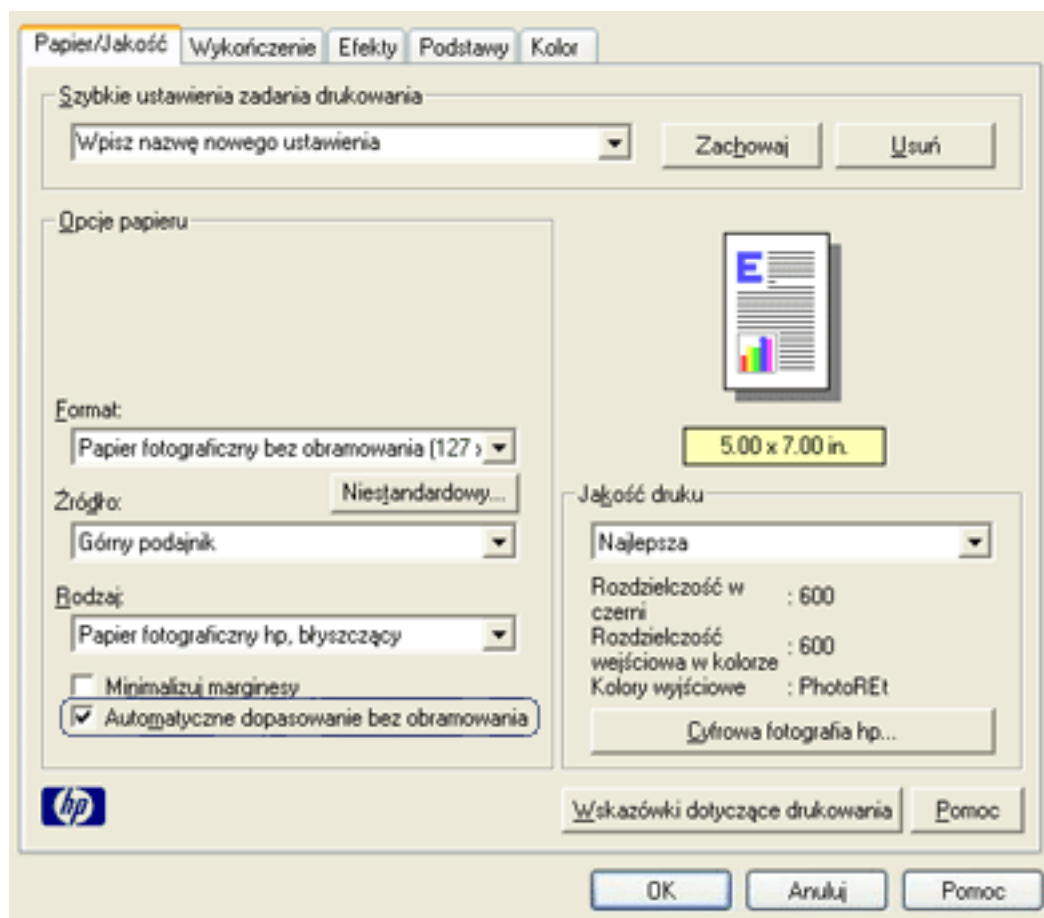 Papier/Jakość Wykończenie Efekty Podstawy Kolor
Szybkie ustawienia zadania drukowania
Wpisz nazwę nowego ustawienia
Zachowaj
Usuń
Opcje papieru
E
5.00 x 7.00 in.
Format:
Papier fotograficzny bez obramowania (127 x
Niestandardowy...
Źródło:
Górny podajnik
Rodzaj:
Papier fotograficzny hp, błyszczący
Minimalizuj marginesy
Automatyczne dopasowanie bez obramowania
Jakość druku
Najlepsza
Rozdzielczość w
czerni
: 600
Rozdzielczość
wejściowa w kolorze
: 600
Kolory wyjściowe : PhotoREt
Cyfrowa fotografia hp...
hp
Wskazówki dotyczące drukowania
Pomoc
OK
Anuluj
Pomoc